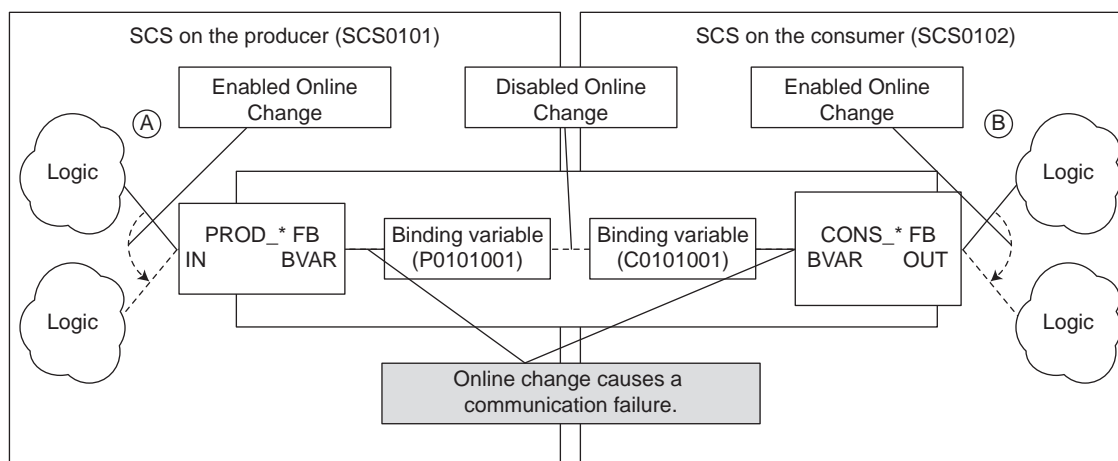 SCS on the producer (SCS0101)
SCS on the consumer (SCS0102)
Enabled Online
Change
Disabled Online
Change
Enabled Online
Change
A
B
Logic
Logic
PROD_* FB
IN BVAR
Binding variable
(P0101001)
Binding variable
(C0101001)
CONS_* FB
BVAR OUT
Logic
Logic
Online change causes a
communication failure.